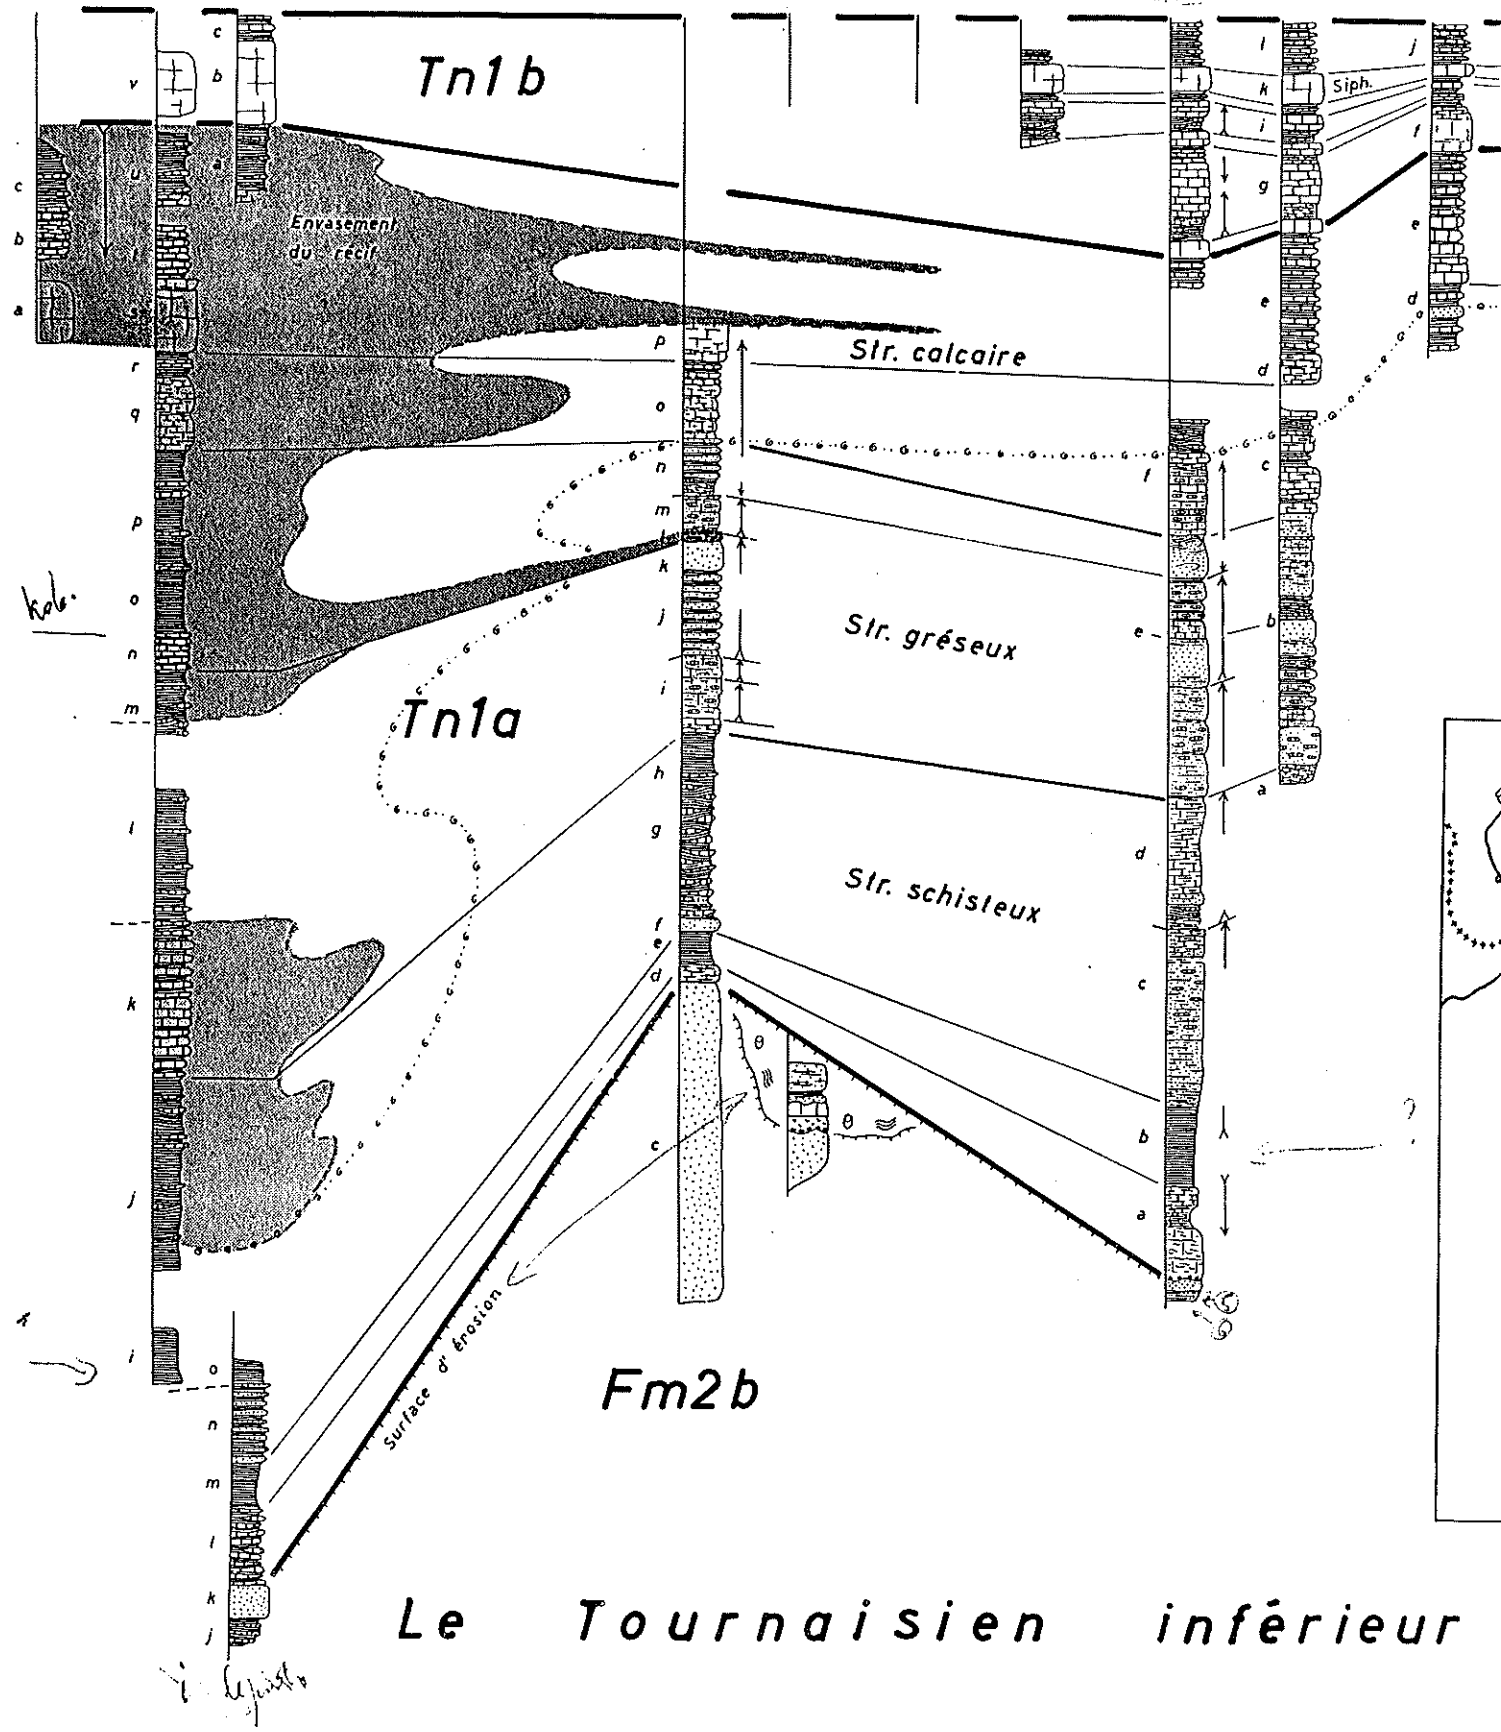 Tn1b
Siph.
Envasement
du récif
Str. calcaire
Str. gréseux
Tn1a
Str. schisteux
Surface d'érosion
Fm2b
Le Tournaisien inférieur
c
b
a
v
u
t
r
q
p
o
n
m
l
k
j
i
o
n
m
l
k
j
c
b
a
p
o
n
m
l
k
j
i
h
g
f
e
d
c
θ
θ
f
e
d
c
b
a
?
l
k
i
g
e
d
c
b
a
j
f
e
d